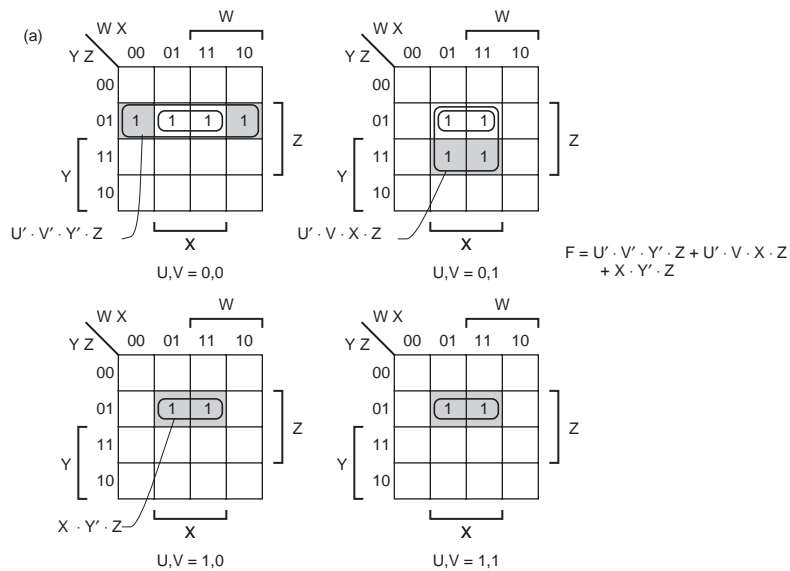 (a)
W X
Y Z
W
00 01 11 10
00
01 1 1 1 1
11
10
Z
Y
X
U′ · V′ · Y′ · Z
U,V = 0,0
W X
Y Z
W
00 01 11 10
00
01 1 1
11 1 1
10
Z
Y
X
U′ · V · X · Z
U,V = 0,1
F = U′ · V′ · Y′ · Z + U′ · V · X · Z
+ X · Y′ · Z
W X
Y Z
W
00 01 11 10
00
01 1 1
11
10
Z
Y
X
X · Y′ · Z
U,V = 1,0
W X
Y Z
W
00 01 11 10
00
01 1 1
11
10
Z
Y
X
U,V = 1,1